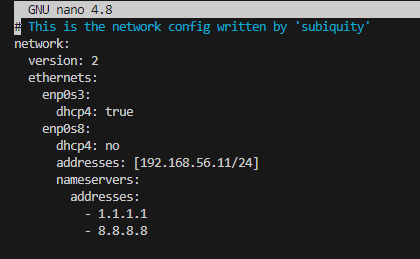 GNU nano 4.8
# This is the network config written by 'subiquity'
network:
  version: 2
  ethernets:
    enp0s3:
      dhcp4: true
    enp0s8:
      dhcp4: no
      addresses: [192.168.56.11/24]
      nameservers:
        addresses:
          - 1.1.1.1
          - 8.8.8.8